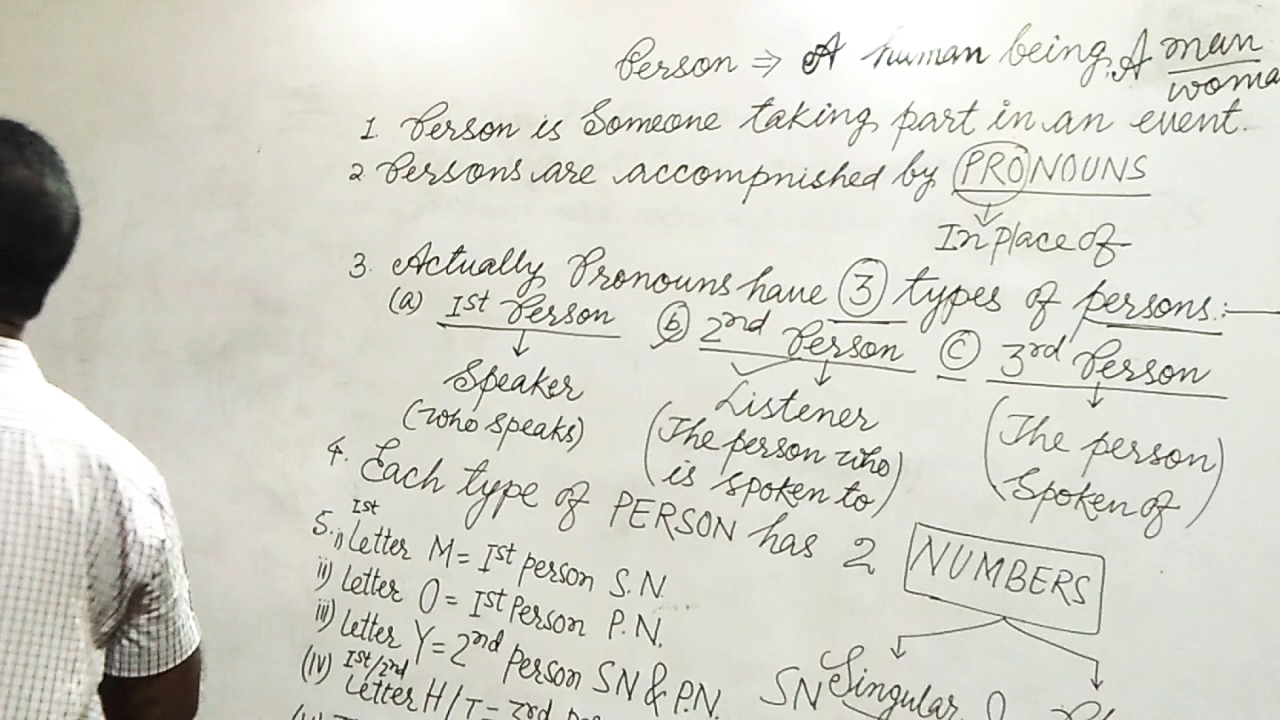 Person ⇒ A human being, A man
woma
1. Person is Someone taking part in an event.
2 Persons are accompnished by PRONOUNS
In place of
3. Actually Pronouns have 3 types of persons:-
(a) Ist Person (b) 2nd Person (c) 3rd Person
Speaker
(who speaks)
Listener
(The person who
is spoken to)
(The person)
(Spoken of)
4. Each type of PERSON has 2 NUMBERS
SN Singular
Ist
5. i) Letter M = Ist person S.N.
ii) Letter O = Ist Person P.N.
iii) Letter Y = 2nd person SN & P.N.
Ist/2nd
(iv) Letter H/T = 3rd